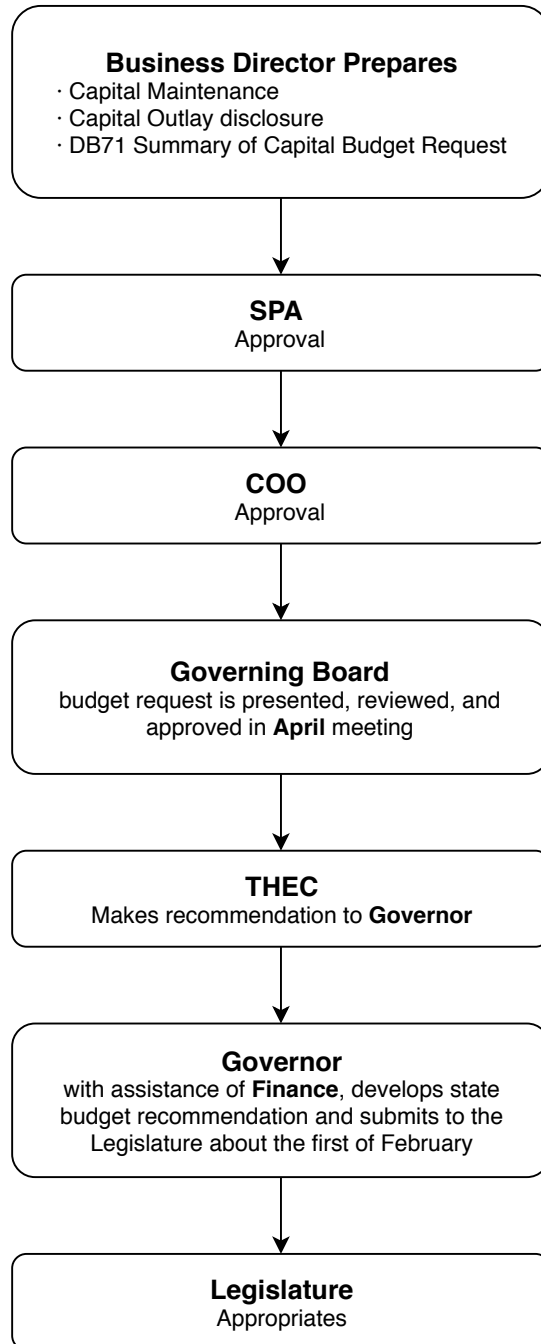 Business Director Prepares
· Capital Maintenance
· Capital Outlay disclosure
· DB71 Summary of Capital Budget Request
SPA
Approval
COO
Approval
Governing Board
budget request is presented, reviewed, and
approved in April meeting
THEC
Makes recommendation to Governor
Governor
with assistance of Finance, develops state
budget recommendation and submits to the
Legislature about the first of February
Legislature
Appropriates